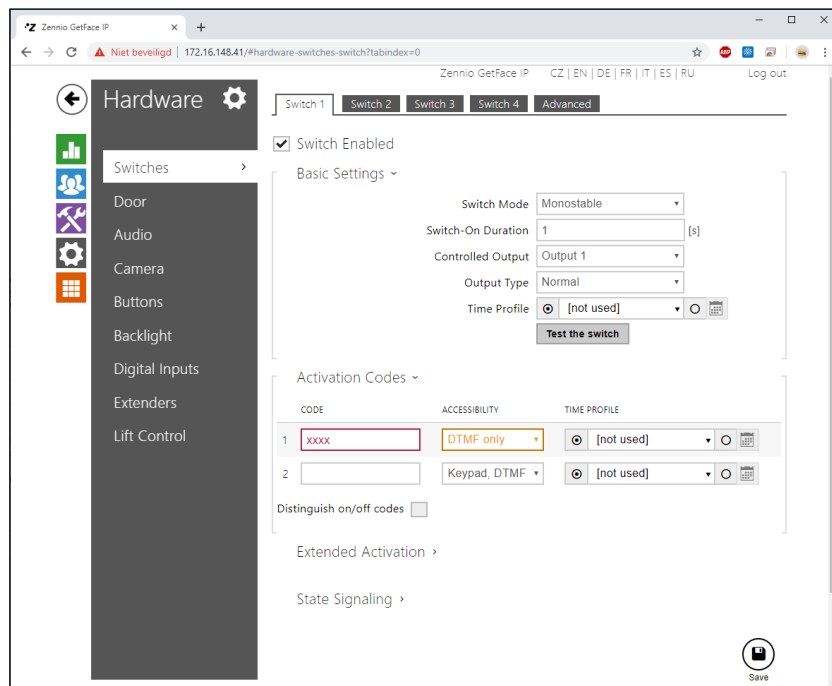 Zennio GetFace IP
Niet beveiligd | 172.16.148.41/#hardware-switches-switch?tabindex=0
ABP
Zennio GetFace IP CZ | EN | DE | FR | IT | ES | RU Log out
Hardware
Switch 1 Switch 2 Switch 3 Switch 4 Advanced
Switch Enabled
Switches
Basic Settings
Door
Switch Mode Monostable
Audio
Switch-On Duration 1 [s]
Camera
Controlled Output Output 1
Buttons
Output Type Normal
Backlight
Time Profile [not used]
Test the switch
Digital Inputs
Extenders
Lift Control
Activation Codes
CODE ACCESSIBILITY TIME PROFILE
1 xxxx DTMF only [not used]
2 Keypad, DTMF [not used]
Distinguish on/off codes
Extended Activation
State Signaling
Save